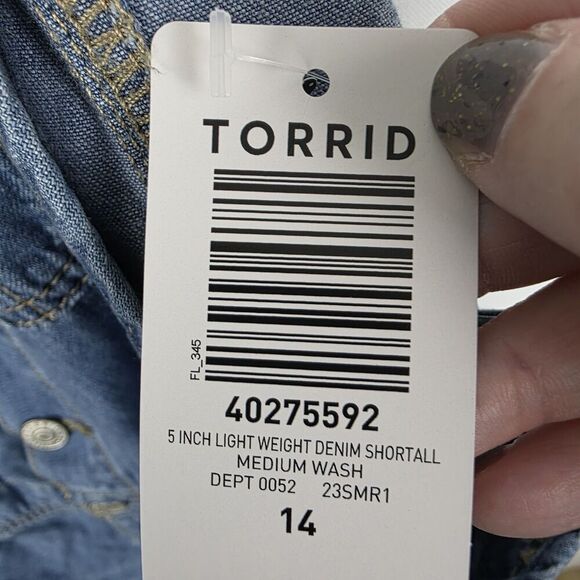 TORRID
FL_345
40275592
5 INCH LIGHT WEIGHT DENIM SHORTALL
MEDIUM WASH
DEPT 0052 23SMR1
14